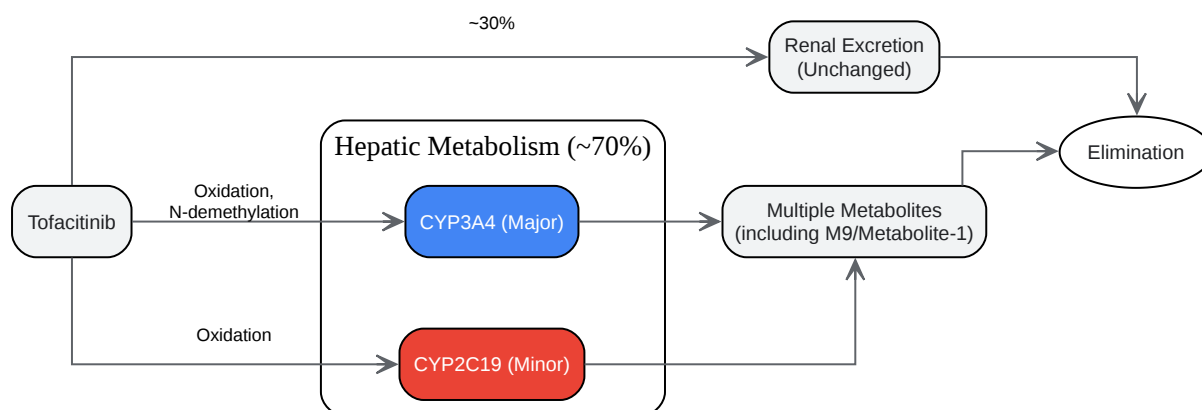 ~30%
Renal Excretion
(Unchanged)
Hepatic Metabolism (~70%)
Elimination
Oxidation,
N-demethylation
Tofacitinib
CYP3A4 (Major)
Multiple Metabolites
(including M9/Metabolite-1)
Oxidation
CYP2C19 (Minor)